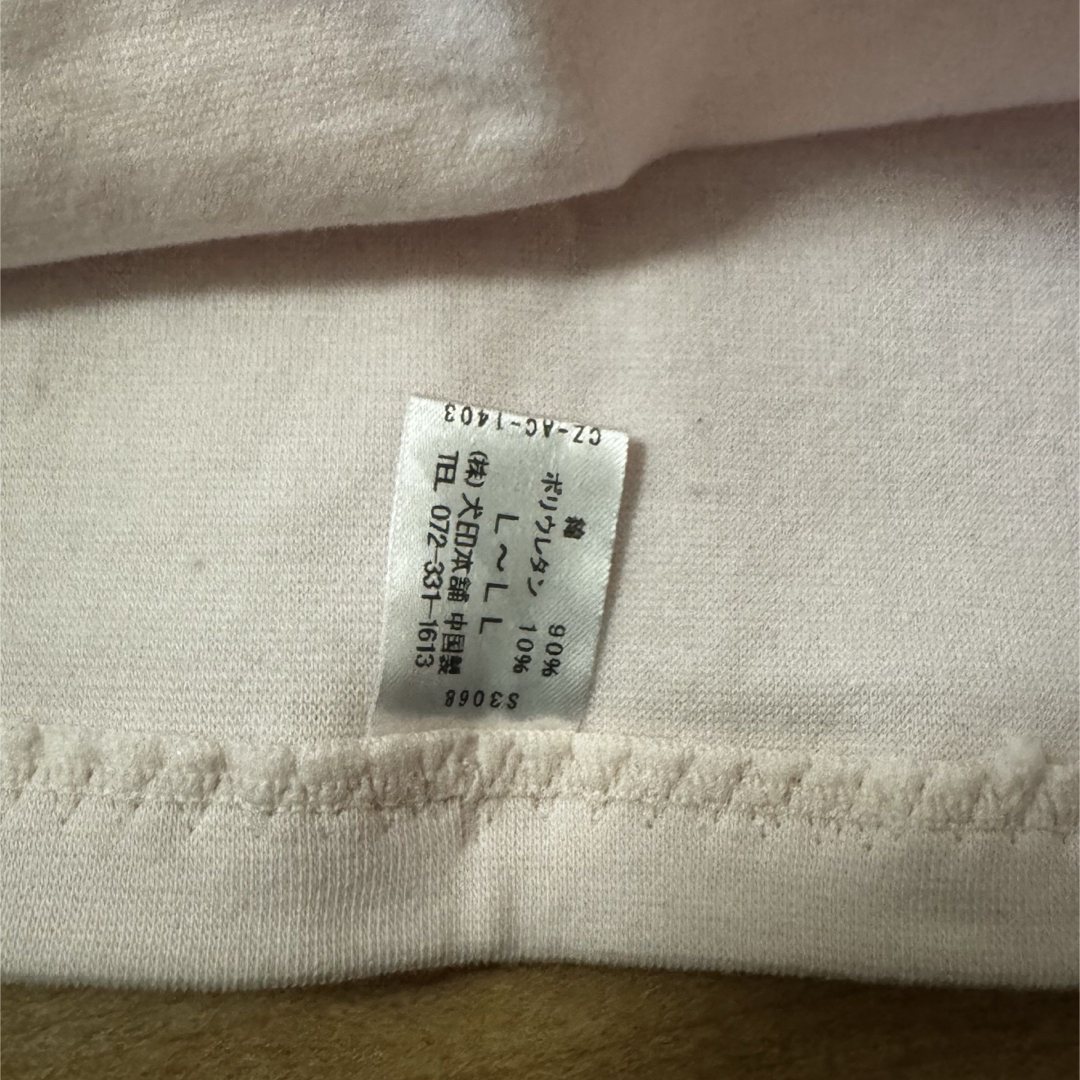 綿 90%
ポリウレタン 10%
L~LL
(株)犬印本舗 中国製
TEL 072-331-1613
CZ-AC-1403
S3068